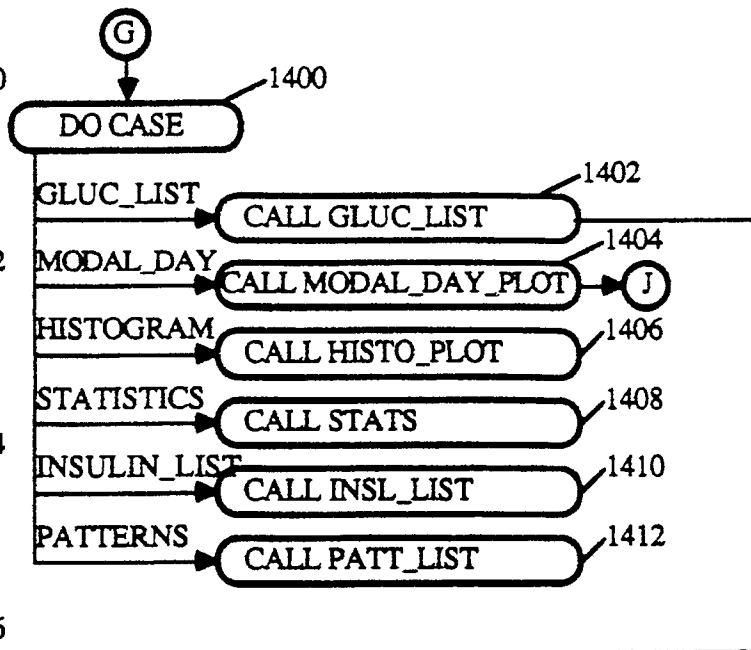 G
1400
DO CASE
1402
GLUC_LIST
CALL GLUC_LIST
1404
MODAL_DAY
CALL MODAL_DAY_PLOT
J
1406
HISTOGRAM
CALL HISTO_PLOT
1408
STATISTICS
CALL STATS
1410
INSULIN_LIST
CALL INSL_LIST
1412
PATTERNS
CALL PATT_LIST